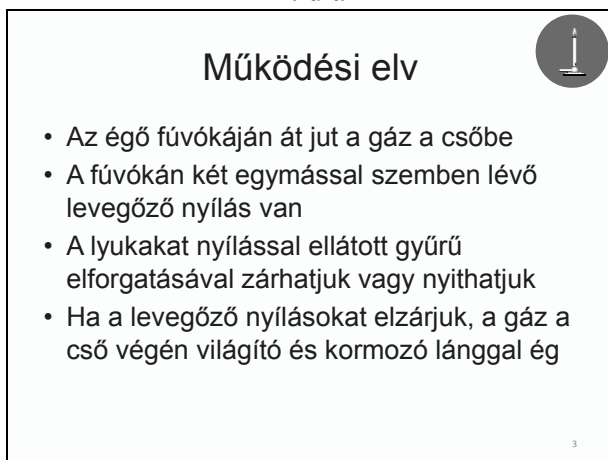 Működési elv
• Az égő fúvókáján át jut a gáz a csőbe
• A fúvókán két egymással szemben lévő
levegőző nyílás van
• A lyukakat nyílással ellátott gyűrű
elforgatásával zárhatjuk vagy nyithatjuk
• Ha a levegőző nyílásokat elzárjuk, a gáz a
cső végén világító és kormozó lánggal ég
3